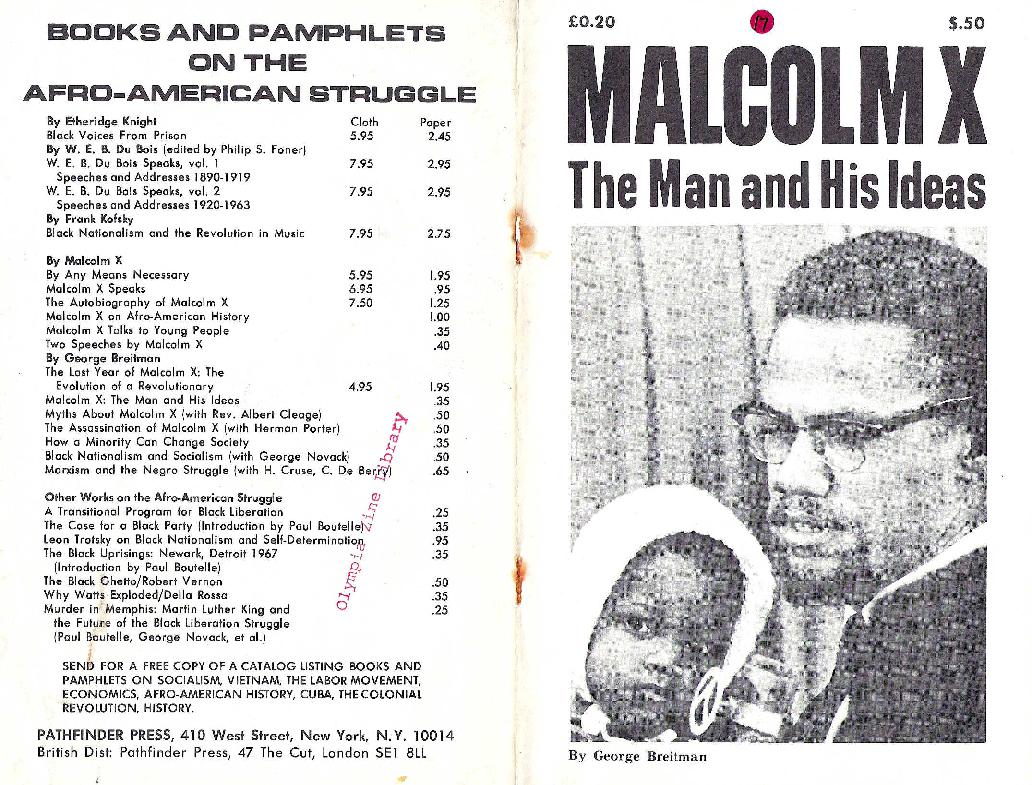 BOOKS AND PAMPHLETS
ON THE
AFRO-AMERICAN STRUGGLE
By Etheridge Knight Cloth Paper
Black Voices From Prison 5.95 2.45
By W. E. B. Du Bois (edited by Philip S. Foner)
W. E. B. Du Bois Speaks, vol. 1 7.95 2.95
Speeches and Addresses 1890-1919
W. E. B. Du Bois Speaks, vol. 2 7.95 2.95
Speeches and Addresses 1920-1963
By Frank Kofsky
Black Nationalism and the Revolution in Music 7.95 2.75
By Malcolm X
By Any Means Necessary 5.95 1.95
Malcolm X Speaks 6.95 .95
The Autobiography of Malcolm X 7.50 1.25
Malcolm X on Afro-American History 1.00
Malcolm X Talks to Young People .35
Two Speeches by Malcolm X .40
By George Breitman
The Last Year of Malcolm X: The
Evolution of a Revolutionary 4.95 1.95
Malcolm X: The Man and His Ideas .35
Myths About Malcolm X (with Rev. Albert Cleage) .50
The Assassination of Malcolm X (with Herman Porter) .50
How a Minority Can Change Society .35
Black Nationalism and Socialism (with George Novack) .50
Marxism and the Negro Struggle (with H. Cruse, C. De Berry) .65
Other Works on the Afro-American Struggle
A Transitional Program for Black Liberation .25
The Case for a Black Party (Introduction by Paul Boutelle) .35
Leon Trotsky on Black Nationalism and Self-Determination .95
The Black Uprisings: Newark, Detroit 1967 .35
(Introduction by Paul Boutelle)
The Black Ghetto/Robert Vernon .50
Why Watts Exploded/Della Rossa .35
Murder in Memphis: Martin Luther King and .25
the Future of the Black Liberation Struggle
(Paul Boutelle, George Novack, et al.)
Olympia Zine Library
SEND FOR A FREE COPY OF A CATALOG LISTING BOOKS AND
PAMPHLETS ON SOCIALISM, VIETNAM, THE LABOR MOVEMENT,
ECONOMICS, AFRO-AMERICAN HISTORY, CUBA, THE COLONIAL
REVOLUTION, HISTORY.
PATHFINDER PRESS, 410 West Street, New York, N.Y. 10014
British Dist: Pathfinder Press, 47 The Cut, London SE1 8LL
£0.20 17 $.50
MALCOLM X
The Man and His Ideas
By George Breitman